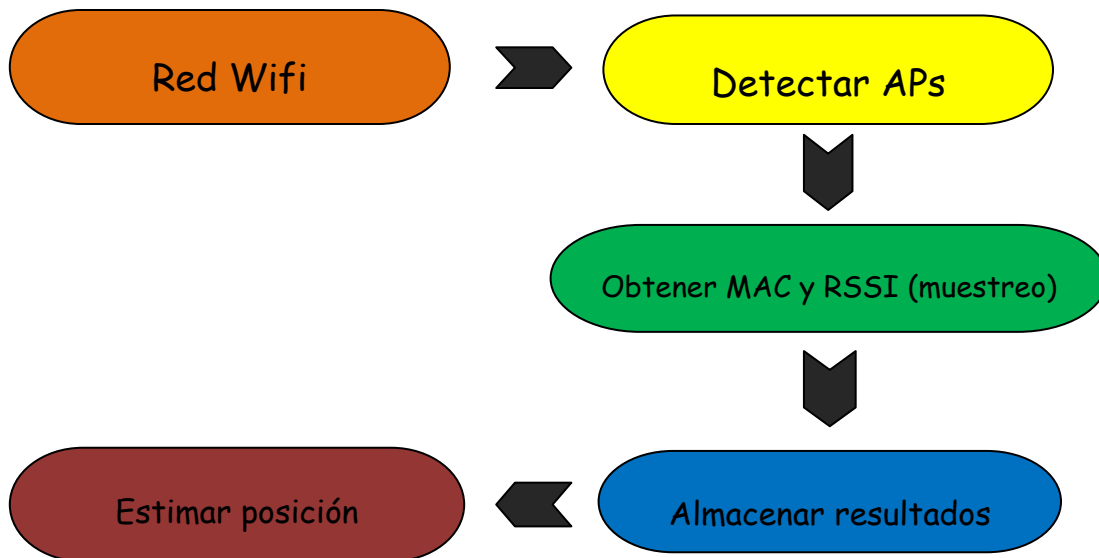 Red Wifi
Detectar APs
Obtener MAC y RSSI (muestreo)
Almacenar resultados
Estimar posición